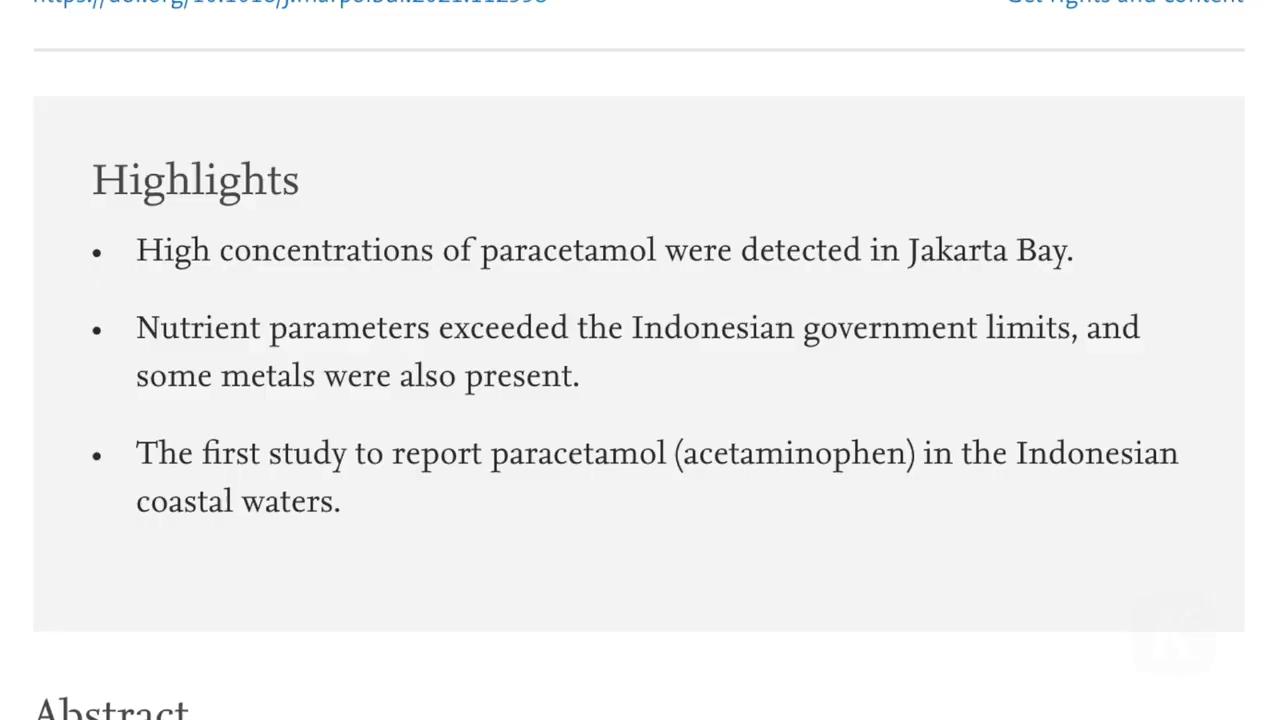 Highlights
• High concentrations of paracetamol were detected in Jakarta Bay.
• Nutrient parameters exceeded the Indonesian government limits, and
some metals were also present.
• The first study to report paracetamol (acetaminophen) in the Indonesian
coastal waters.
Abstract